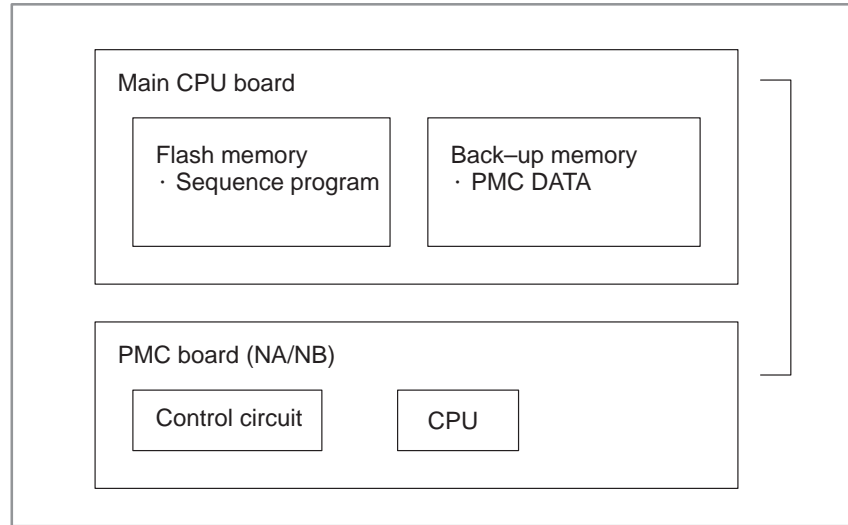 Main CPU board
Flash memory
· Sequence program
Back–up memory
· PMC DATA
PMC board (NA/NB)
Control circuit
CPU